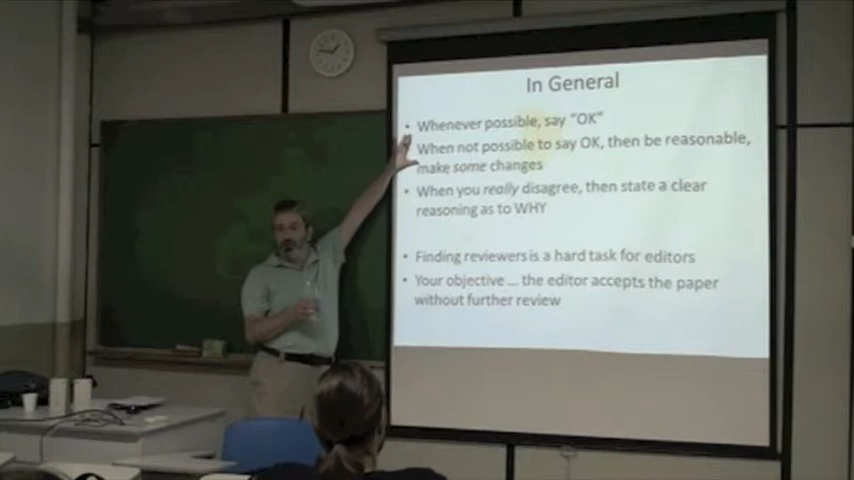 In General
• Whenever possible, say "OK"
When not possible to say OK, then be reasonable,
make some changes
• When you really disagree, then state a clear
reasoning as to WHY
• Finding reviewers is a hard task for editors
• Your objective ... the editor accepts the paper
without further review